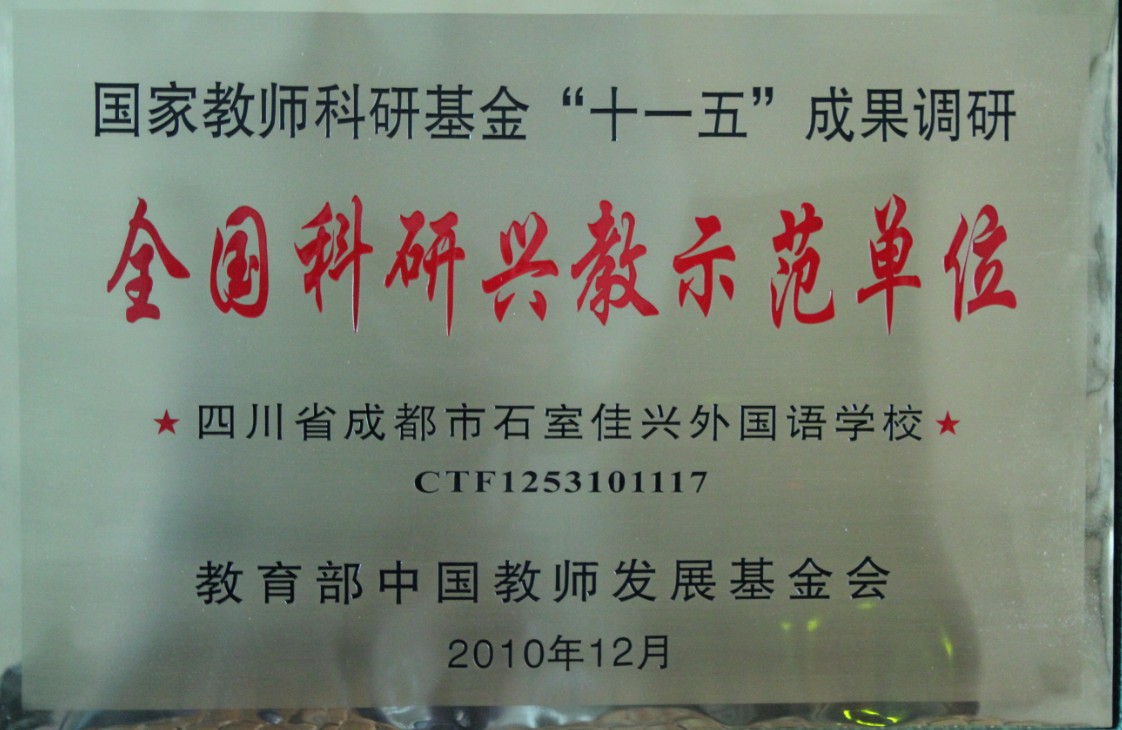 国家教师科研基金“十一五”成果调研
全国科研兴教示范单位
★四川省成都市石室佳兴外国语学校★
CTF1253101117
教育部中国教师发展基金会
2010年12月